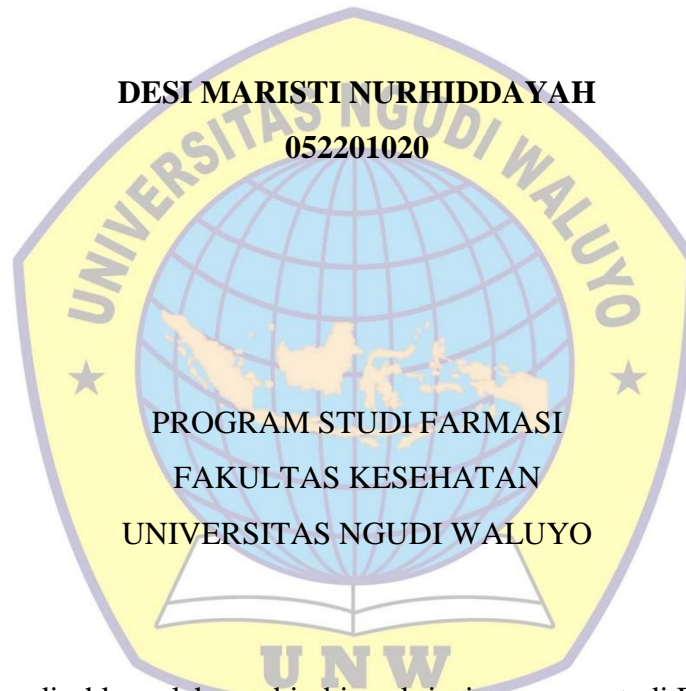 DESI MARISTI NURHIDDAYAH
052201020
UNIVERSITAS NGUDI WALUYO
PROGRAM STUDI FARMASI
FAKULTAS KESEHATAN
UNIVERSITAS NGUDI WALUYO
UNW